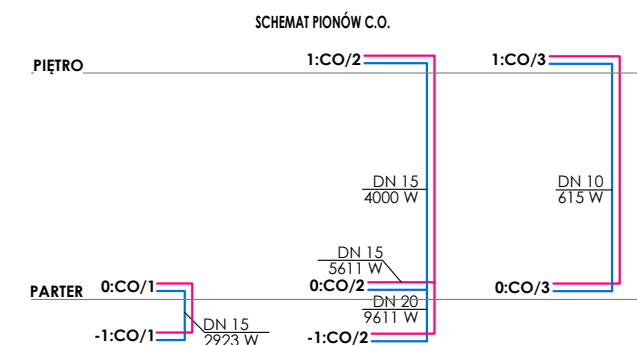 SCHEMAT PIONÓW C.O.
PIĘTRO
1:CO/2
1:CO/3
DN 15
4000 W
DN 10
615 W
DN 15
5611 W
PARTER
0:CO/1
0:CO/2
0:CO/3
DN 20
9611 W
-1:CO/1
DN 15
2923 W
-1:CO/2